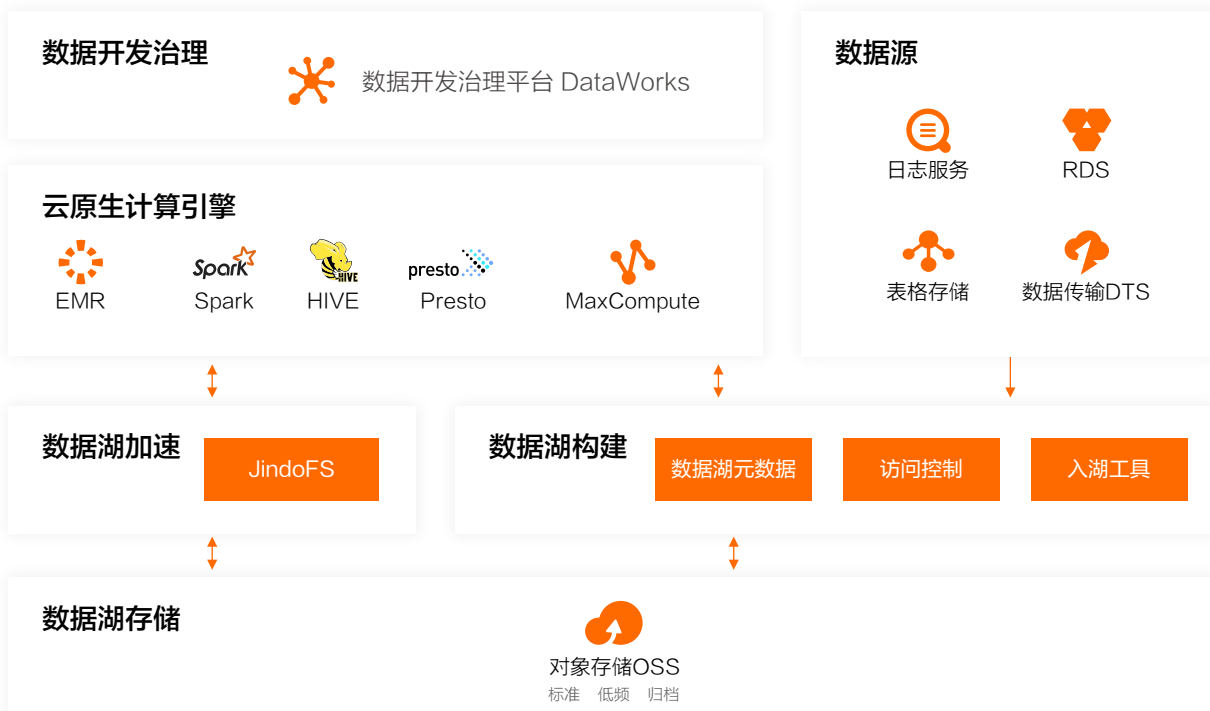 数据开发治理
数据开发治理平台 DataWorks
云原生计算引擎
Spark
HIVE
presto
EMR
Spark
HIVE
Presto
MaxCompute
数据源
日志服务
RDS
表格存储
数据传输DTS
数据湖加速
JindoFS
数据湖构建
数据湖元数据
访问控制
入湖工具
数据湖存储
对象存储OSS
标准 低频 归档